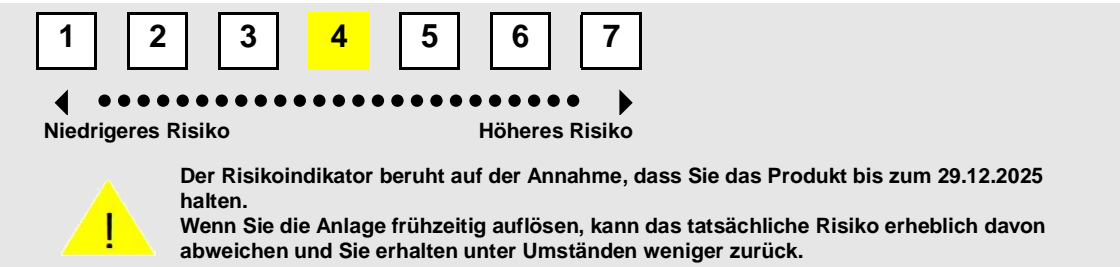 1 2 3 4 5 6 7
Niedrigeres Risiko Höheres Risiko
Der Risikoindikator beruht auf der Annahme, dass Sie das Produkt bis zum 29.12.2025
halten.
Wenn Sie die Anlage frühzeitig auflösen, kann das tatsächliche Risiko erheblich davon
abweichen und Sie erhalten unter Umständen weniger zurück.
!